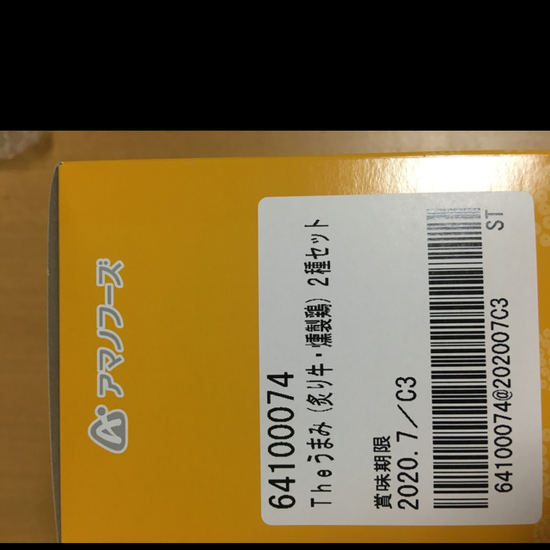 アマノフーズ
64100074
Theうまみ(炙り牛・燻製鶏) 2種セット
賞味期限
2020. 7/C3
64100074@202007C3
ST